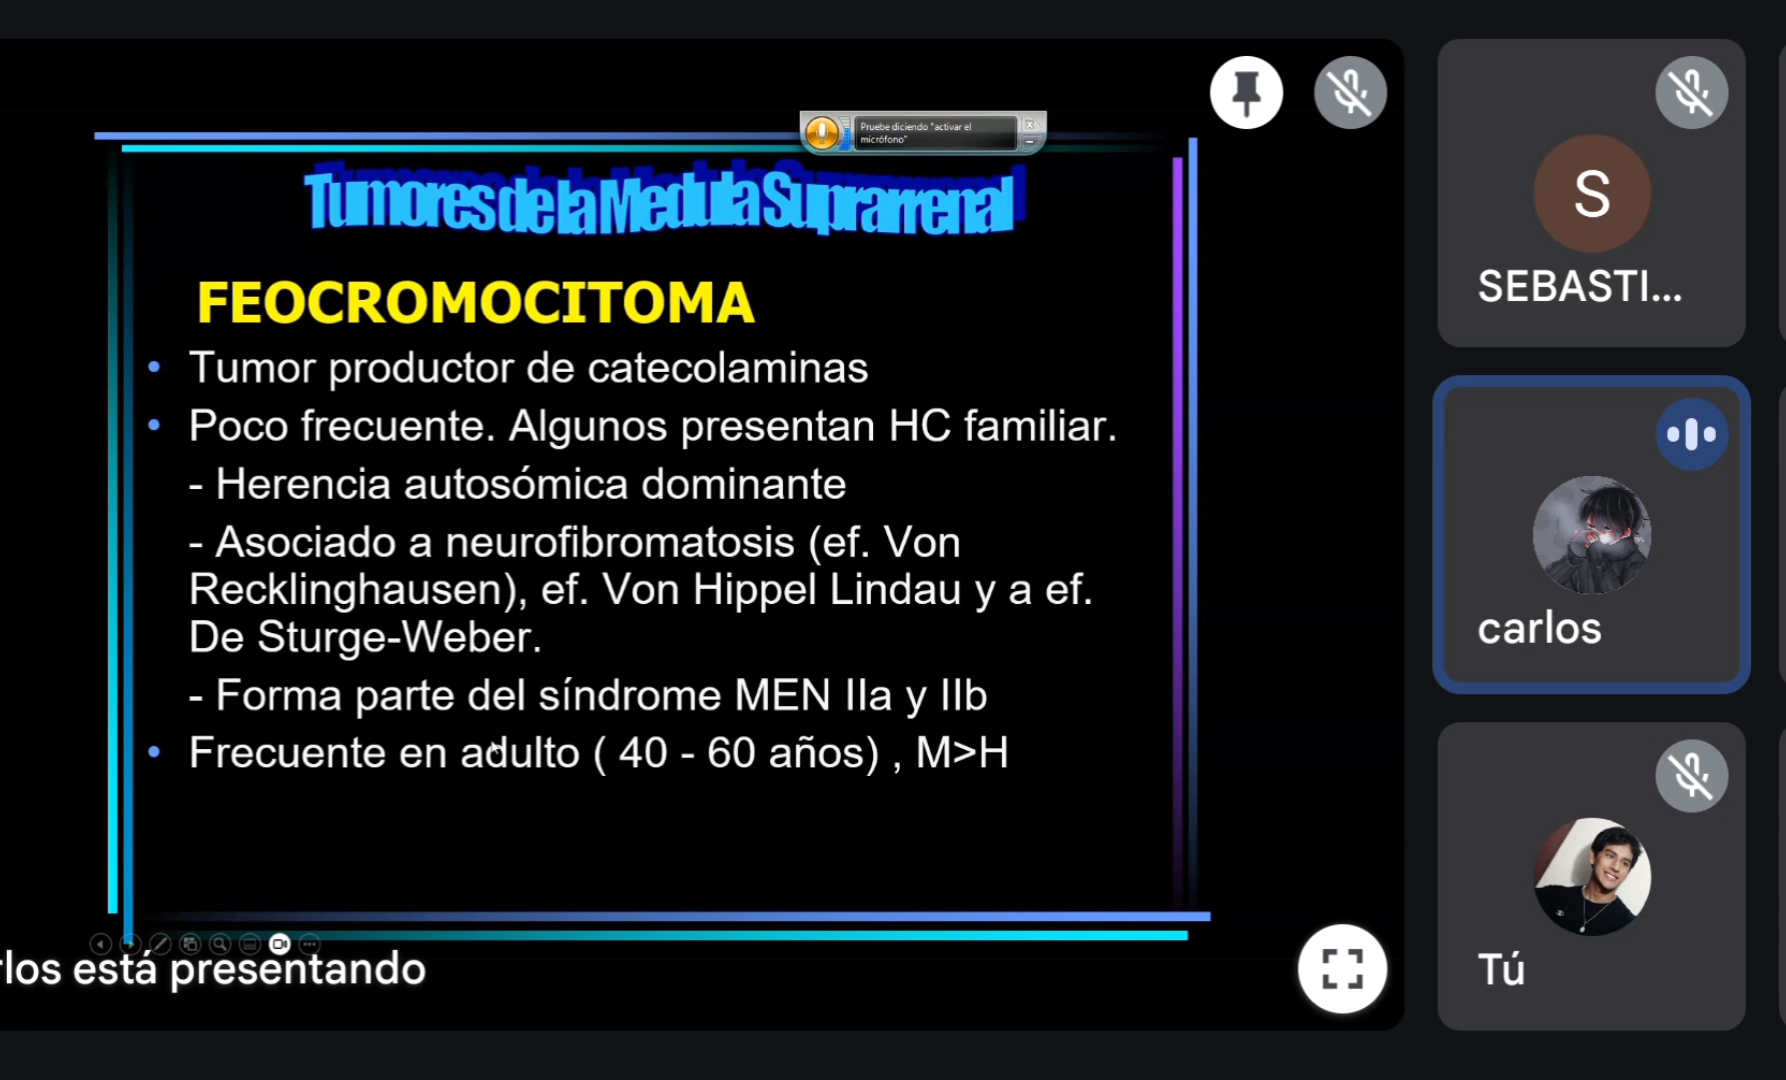 Pruebe diciendo "activar el
micrófono"
Tumores de la Medula Suprarrenal
FEOCROMOCITOMA
• Tumor productor de catecolaminas
• Poco frecuente. Algunos presentan HC familiar.
- Herencia autosómica dominante
- Asociado a neurofibromatosis (ef. Von
Recklinghausen), ef. Von Hippel Lindau y a ef.
De Sturge-Weber.
- Forma parte del síndrome MEN IIa y IIb
• Frecuente en adulto ( 40 - 60 años) , M>H
rlos está presentando
S
SEBASTI...
carlos
Tú